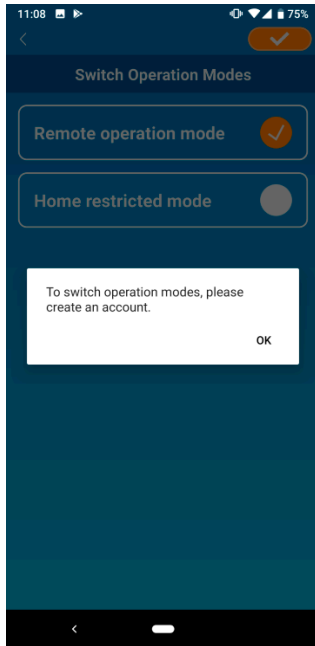 11:08 75%
Switch Operation Modes
Remote operation mode
Home restricted mode
To switch operation modes, please
create an account.
OK